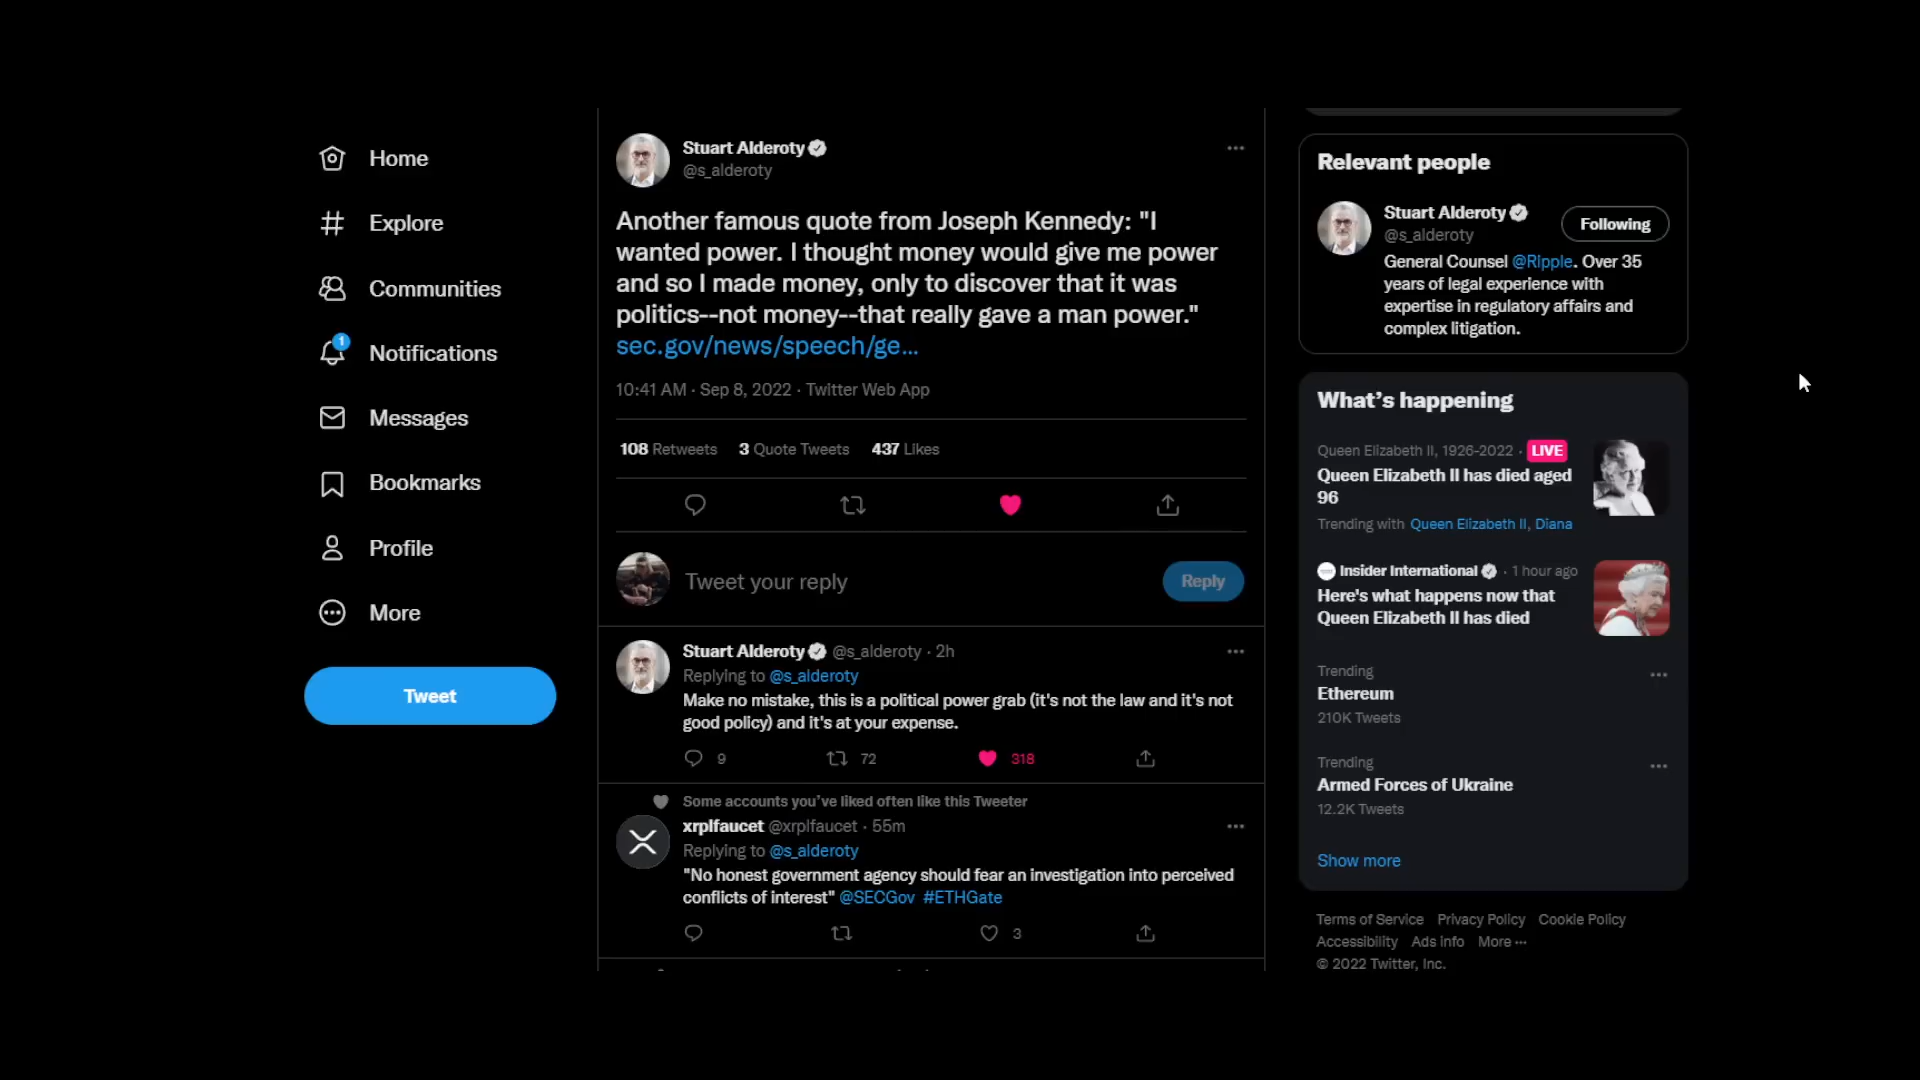 Home
Explore
Communities
1
Notifications
Messages
Bookmarks
Profile
More
Tweet
Stuart Alderoty
@s_alderoty
Another famous quote from Joseph Kennedy: "I
wanted power. I thought money would give me power
and so I made money, only to discover that it was
politics--not money--that really gave a man power."
sec.gov/news/speech/ge...
10:41 AM · Sep 8, 2022 · Twitter Web App
108 Retweets 3 Quote Tweets 437 Likes
Tweet your reply
Reply
Stuart Alderoty @s_alderoty · 2h
Replying to @s_alderoty
Make no mistake, this is a political power grab (it's not the law and it's not
good policy) and it's at your expense.
9 72 318
Some accounts you've liked often like this Tweeter
xrplfaucet @xrplfaucet · 55m
Replying to @s_alderoty
"No honest government agency should fear an investigation into perceived
conflicts of interest" @SECGov #ETHGate
3
Relevant people
Stuart Alderoty
@s_alderoty
Following
General Counsel @Ripple. Over 35
years of legal experience with
expertise in regulatory affairs and
complex litigation.
What's happening
Queen Elizabeth II, 1926-2022 · LIVE
Queen Elizabeth II has died aged
96
Trending with Queen Elizabeth II, Diana
Insider International · 1 hour ago
Here's what happens now that
Queen Elizabeth II has died
Trending
Ethereum
210K Tweets
Trending
Armed Forces of Ukraine
12.2K Tweets
Show more
Terms of Service Privacy Policy Cookie Policy
Accessibility Ads info More ···
© 2022 Twitter, Inc.